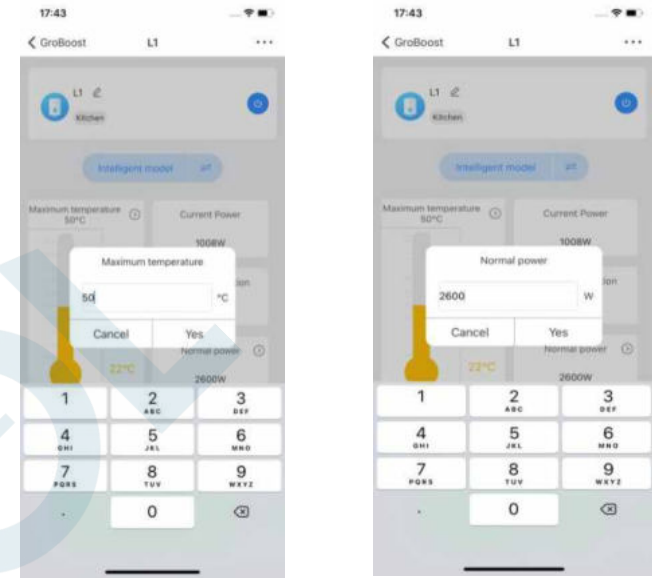 17:43
GroBoost
L1
L1
Kitchen
Intelligent model
Maximum temperature
50°C
Current Power
1008W
Maximum temperature
50 °C
Cancel Yes
Normal power
22°C
2600W
1 2 ABC 3 DEF
4 GHI 5 JKL 6 MNO
7 PQRS 8 TUV 9 WXYZ
. 0
17:43
GroBoost
L1
L1
Kitchen
Intelligent model
Maximum temperature
50°C
Current Power
1008W
Normal power
2600 W
Cancel Yes
Normal power
22°C
2600W
1 2 ABC 3 DEF
4 GHI 5 JKL 6 MNO
7 PQRS 8 TUV 9 WXYZ
. 0